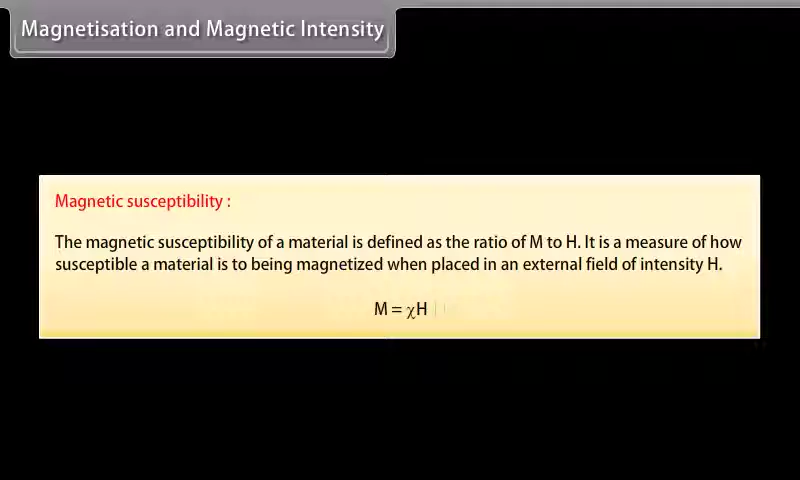 Magnetisation and Magnetic Intensity
Magnetic susceptibility :
The magnetic susceptibility of a material is defined as the ratio of M to H. It is a measure of how
susceptible a material is to being magnetized when placed in an external field of intensity H.
M = χH